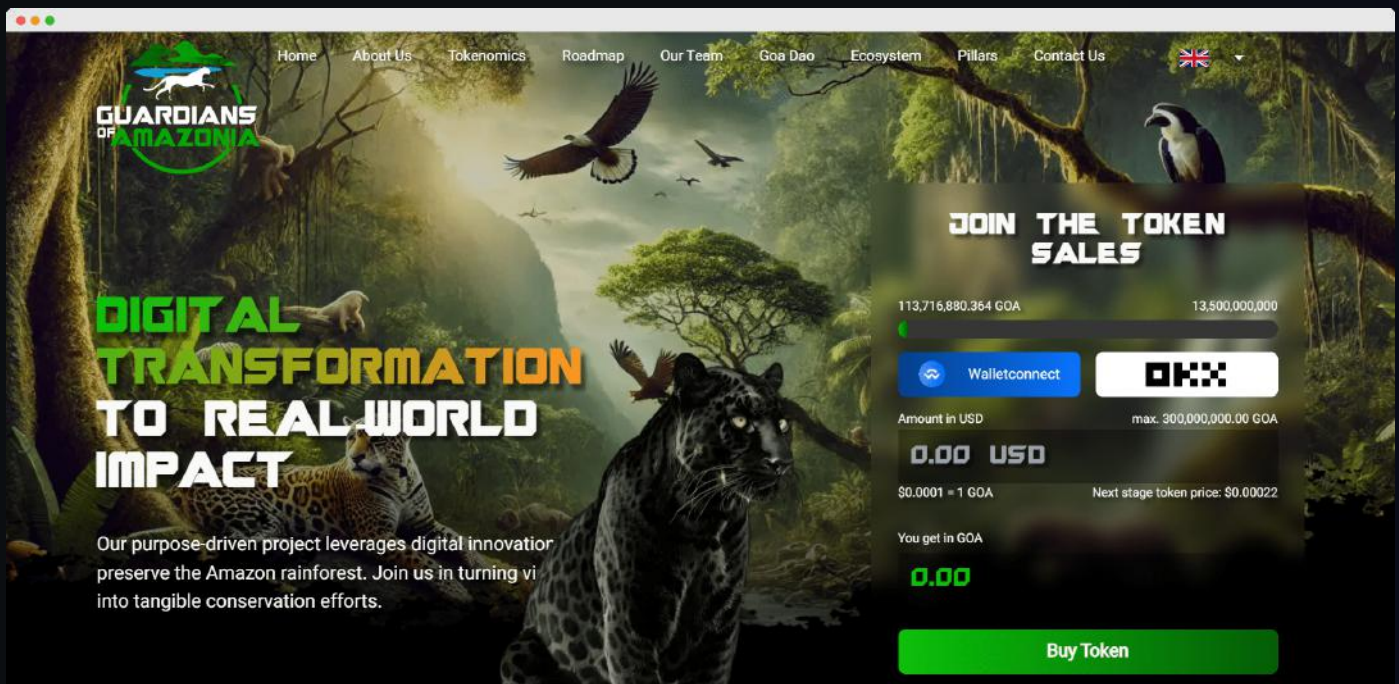 GUARDIANS
OF AMAZONIA
Home About Us Tokenomics Roadmap Our Team Goa Dao Ecosystem Pillars Contact Us
DIGITAL
TRANSFORMATION
TO REAL WORLD
IMPACT
Our purpose-driven project leverages digital innovation
preserve the Amazon rainforest. Join us in turning vi
into tangible conservation efforts.
JOIN THE TOKEN
SALES
113,716,880.364 GOA 13,500,000,000
Walletconnect OKX
Amount in USD max. 300,000,000.00 GOA
0.00 USD
$0.0001 = 1 GOA Next stage token price: $0.00022
You get in GOA
0.00
Buy Token